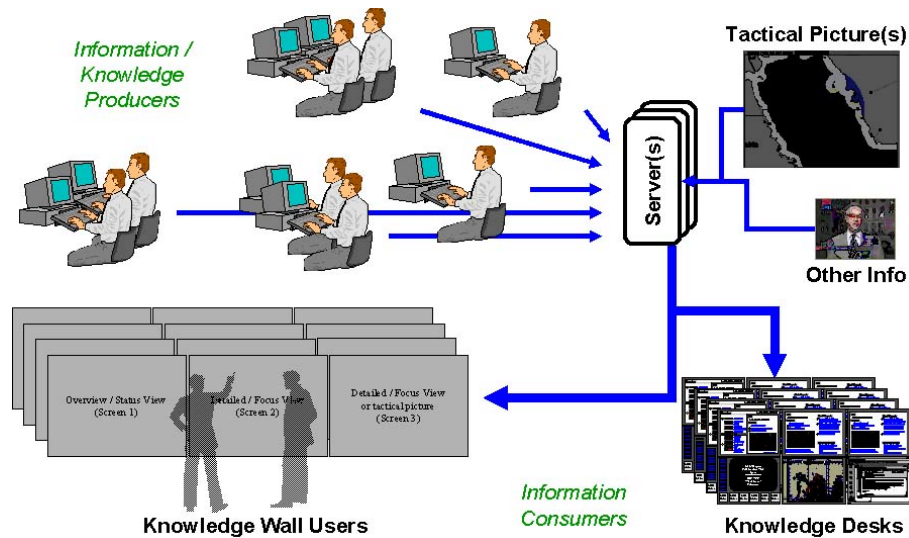 Information /
Knowledge
Producers
Tactical Picture(s)
Server(s)
Other Info
Overview / Status View
(Screen 1)
Detailed / Focus View
(Screen 2)
Detailed / Focus View
or tactical picture
(Screen 3)
Knowledge Wall Users
Information
Consumers
Knowledge Desks